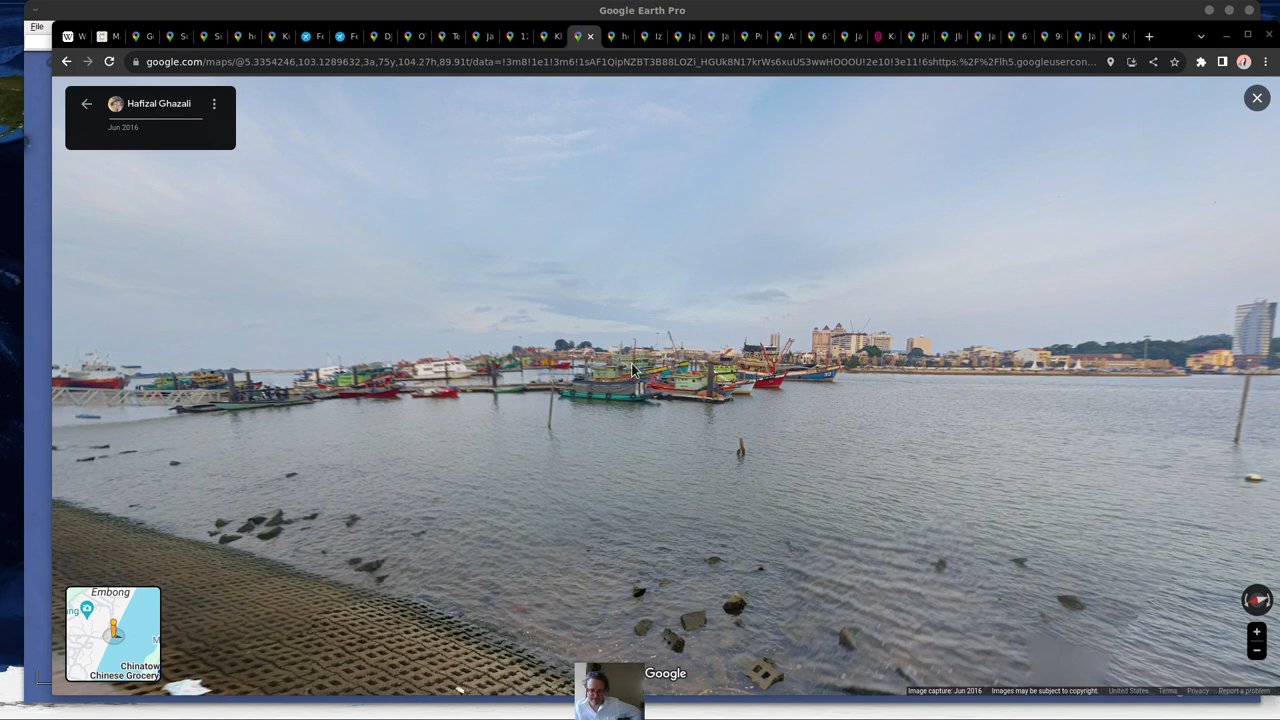 Google Earth Pro
File
google.com/maps/@5.3354246,103.1289632,3a,75y,104.27h,89.91t/data=!3m8!1e1!3m6!1sAF1QipNZBT3B88LOZi_HGUk8N17krWs6xuUS3wwHOOOU!2e10!3e11!6shttps:%2F%2Flh5.googleusercon...
Hafizal Ghazali
Jun 2016
Embong
Chinatow
Chinese Grocery
Google
Image capture: Jun 2016 Images may be subject to copyright. United States Terms Privacy Report a problem